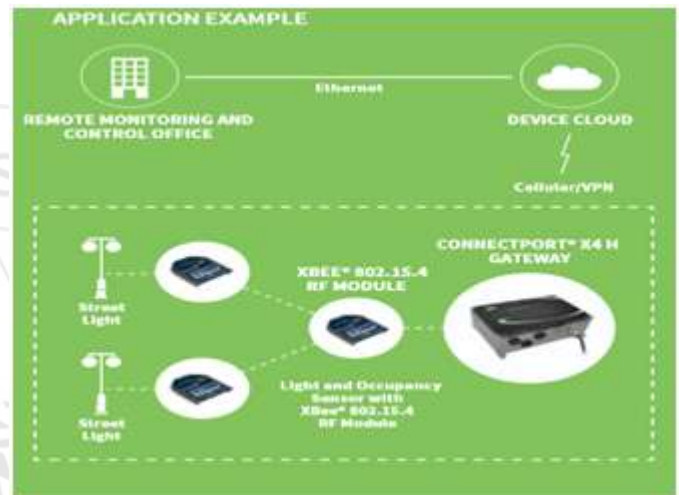 APPLICATION EXAMPLE
Ethernet
REMOTE MONITORING AND
CONTROL OFFICE
DEVICE CLOUD
Cellular/VPN
CONNECTPORT® X4 H
GATEWAY
XBEE® 802.15.4
RF MODULE
Street
Light
Light and Occupancy
Sensor with
XBee® 802.15.4
RF Module
Street
Light